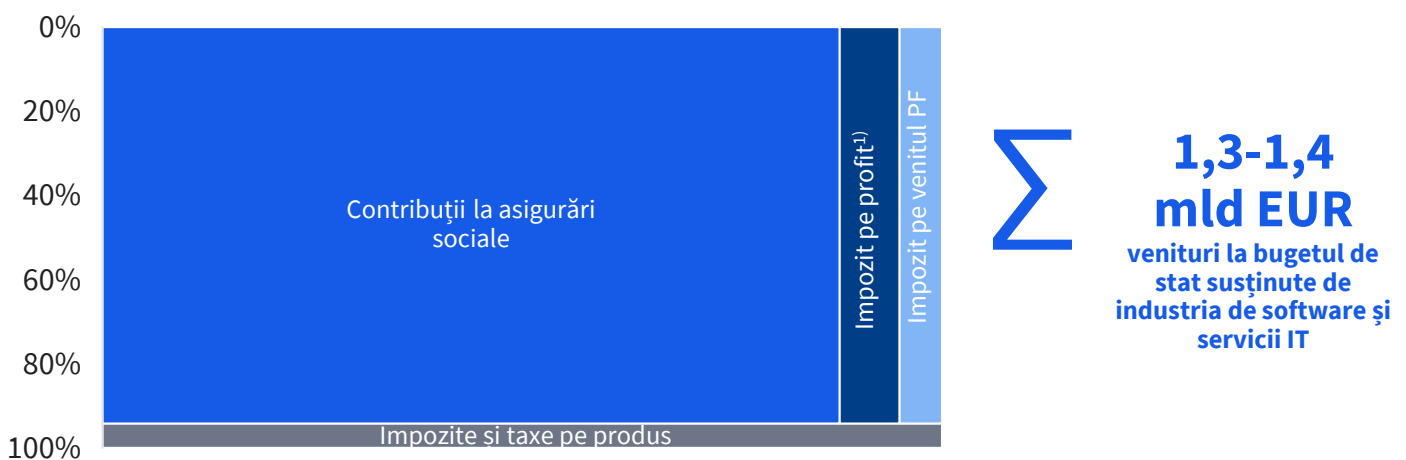 0%
20%
40%
60%
80%
100%
Contribuții la asigurări
sociale
Impozit pe profit¹⁾
Impozit pe venitul PF
Impozite și taxe pe produs
∑
1,3-1,4
mld EUR
venituri la bugetul de
stat susținute de
industria de software și
servicii IT